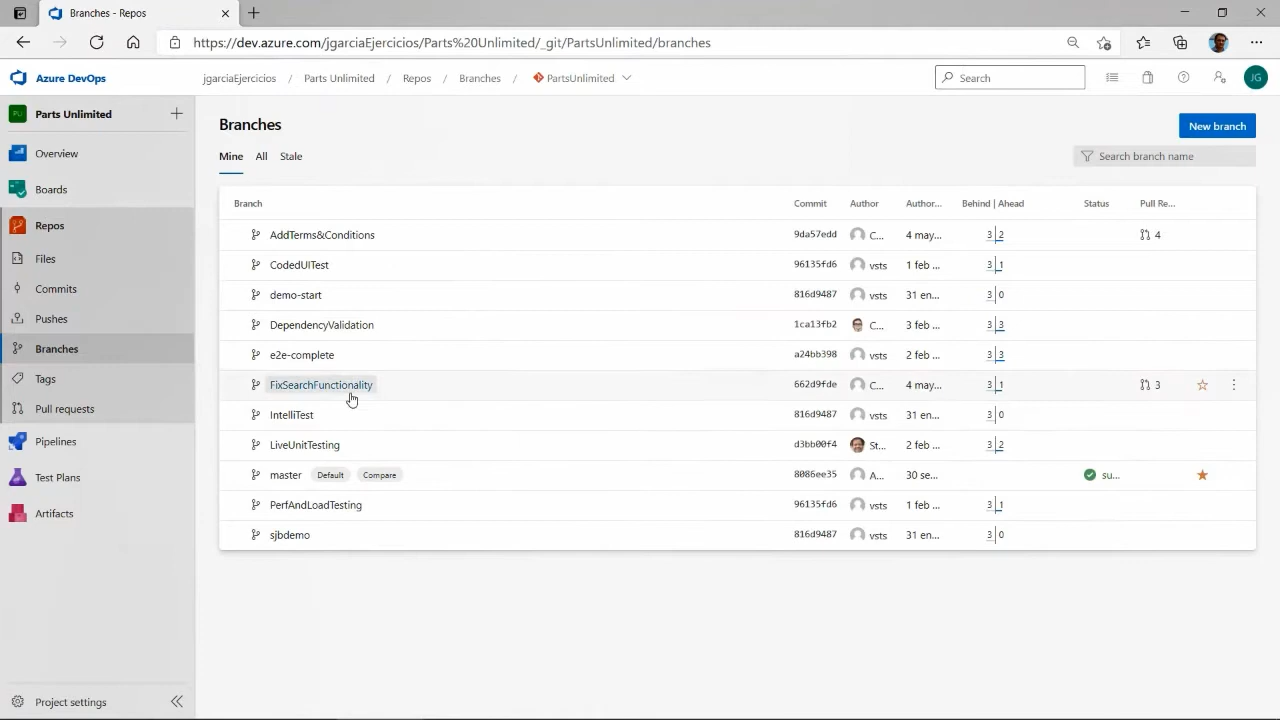 Branches - Repos
https://dev.azure.com/jgarciaEjercicios/Parts%20Unlimited/_git/PartsUnlimited/branches
Azure DevOps
jgarciaEjercicios / Parts Unlimited / Repos / Branches / PartsUnlimited
Search
JG
PU Parts Unlimited
Overview
Boards
Repos
Files
Commits
Pushes
Branches
Tags
Pull requests
Pipelines
Test Plans
Artifacts
Project settings
Branches
New branch
Mine All Stale
Search branch name
Branch Commit Author Author... Behind | Ahead Status Pull Re...
AddTerms&Conditions 9da57edd C... 4 may... 3 2 4
CodedUITest 96135fd6 vsts 1 feb ... 3 1
demo-start 816d9487 vsts 31 en... 3 0
DependencyValidation 1ca13fb2 C... 3 feb ... 3 3
e2e-complete a24bb398 vsts 2 feb ... 3 3
FixSearchFunctionality 662d9fde C... 4 may... 3 1 3
IntelliTest 816d9487 vsts 31 en... 3 0
LiveUnitTesting d3bb00f4 St... 2 feb ... 3 2
master Default Compare 8086ee35 A... 30 se... su...
PerfAndLoadTesting 96135fd6 vsts 1 feb ... 3 1
sjbdemo 816d9487 vsts 31 en... 3 0